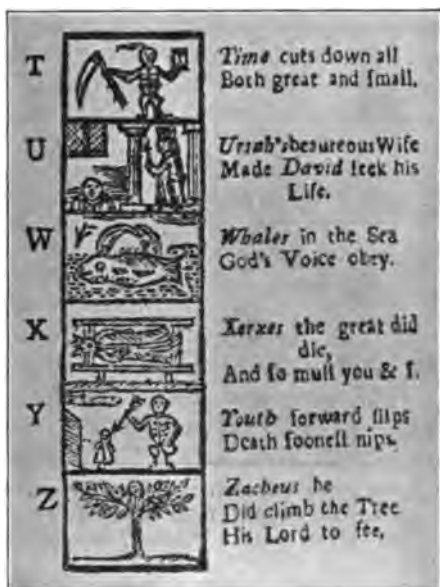 T
Time cuts down all
Both great and ſmall.
U
Uriah's beauteous Wife
Made David ſeek his
Life.
W
Whales in the Sea
God's Voice obey.
X
Xerxes the great did
die,
And ſo muſt you & I.
Y
Youth forward ſlips
Death ſooneſt nips.
Z
Zacheus he
Did climb the Tree
His Lord to ſee,